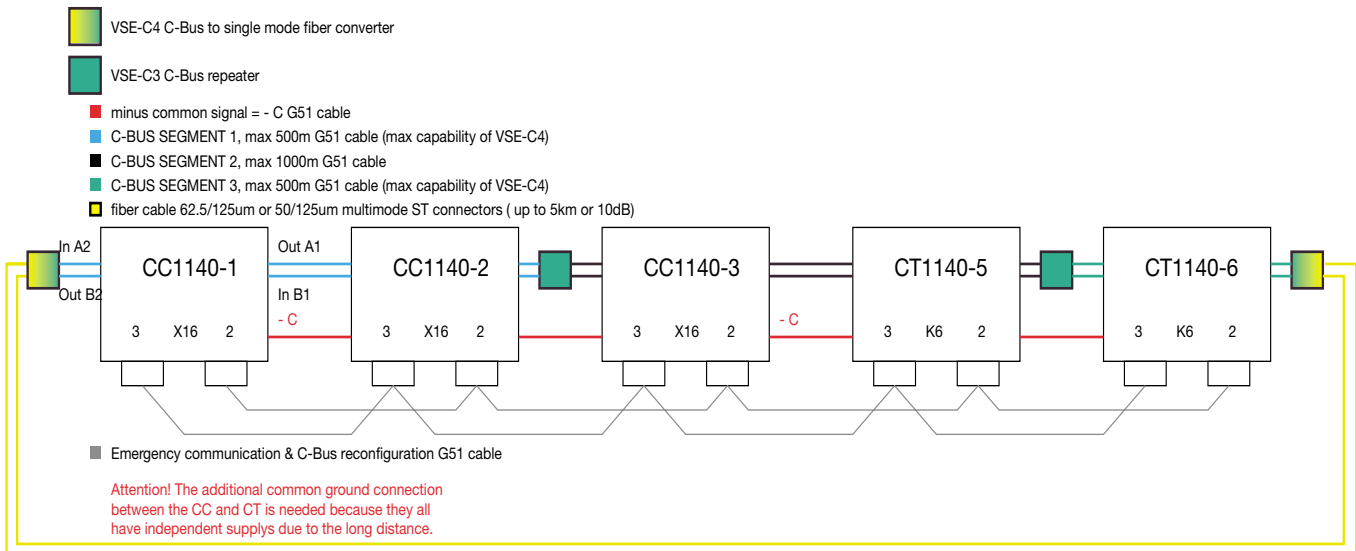 VSE-C4 C-Bus to single mode fiber converter
VSE-C3 C-Bus repeater
minus common signal = - C G51 cable
C-BUS SEGMENT 1, max 500m G51 cable (max capability of VSE-C4)
C-BUS SEGMENT 2, max 1000m G51 cable
C-BUS SEGMENT 3, max 500m G51 cable (max capability of VSE-C4)
fiber cable 62.5/125um or 50/125um multimode ST connectors ( up to 5km or 10dB)
In A2
Out B2
CC1140-1
3 X16 2
Out A1
In B1
- C
CC1140-2
3 X16 2
CC1140-3
3 X16 2
- C
CT1140-5
3 K6 2
CT1140-6
3 K6 2
Emergency communication & C-Bus reconfiguration G51 cable
Attention! The additional common ground connection
between the CC and CT is needed because they all
have independent supplys due to the long distance.